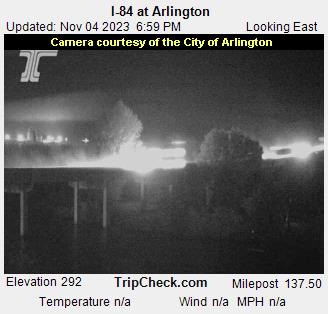 I-84 at Arlington
Updated: Nov 04 2023 6:59 PM Looking East
Camera courtesy of the City of Arlington
Elevation 292 TripCheck.com Milepost 137.50
Temperature n/a Wind n/a MPH n/a